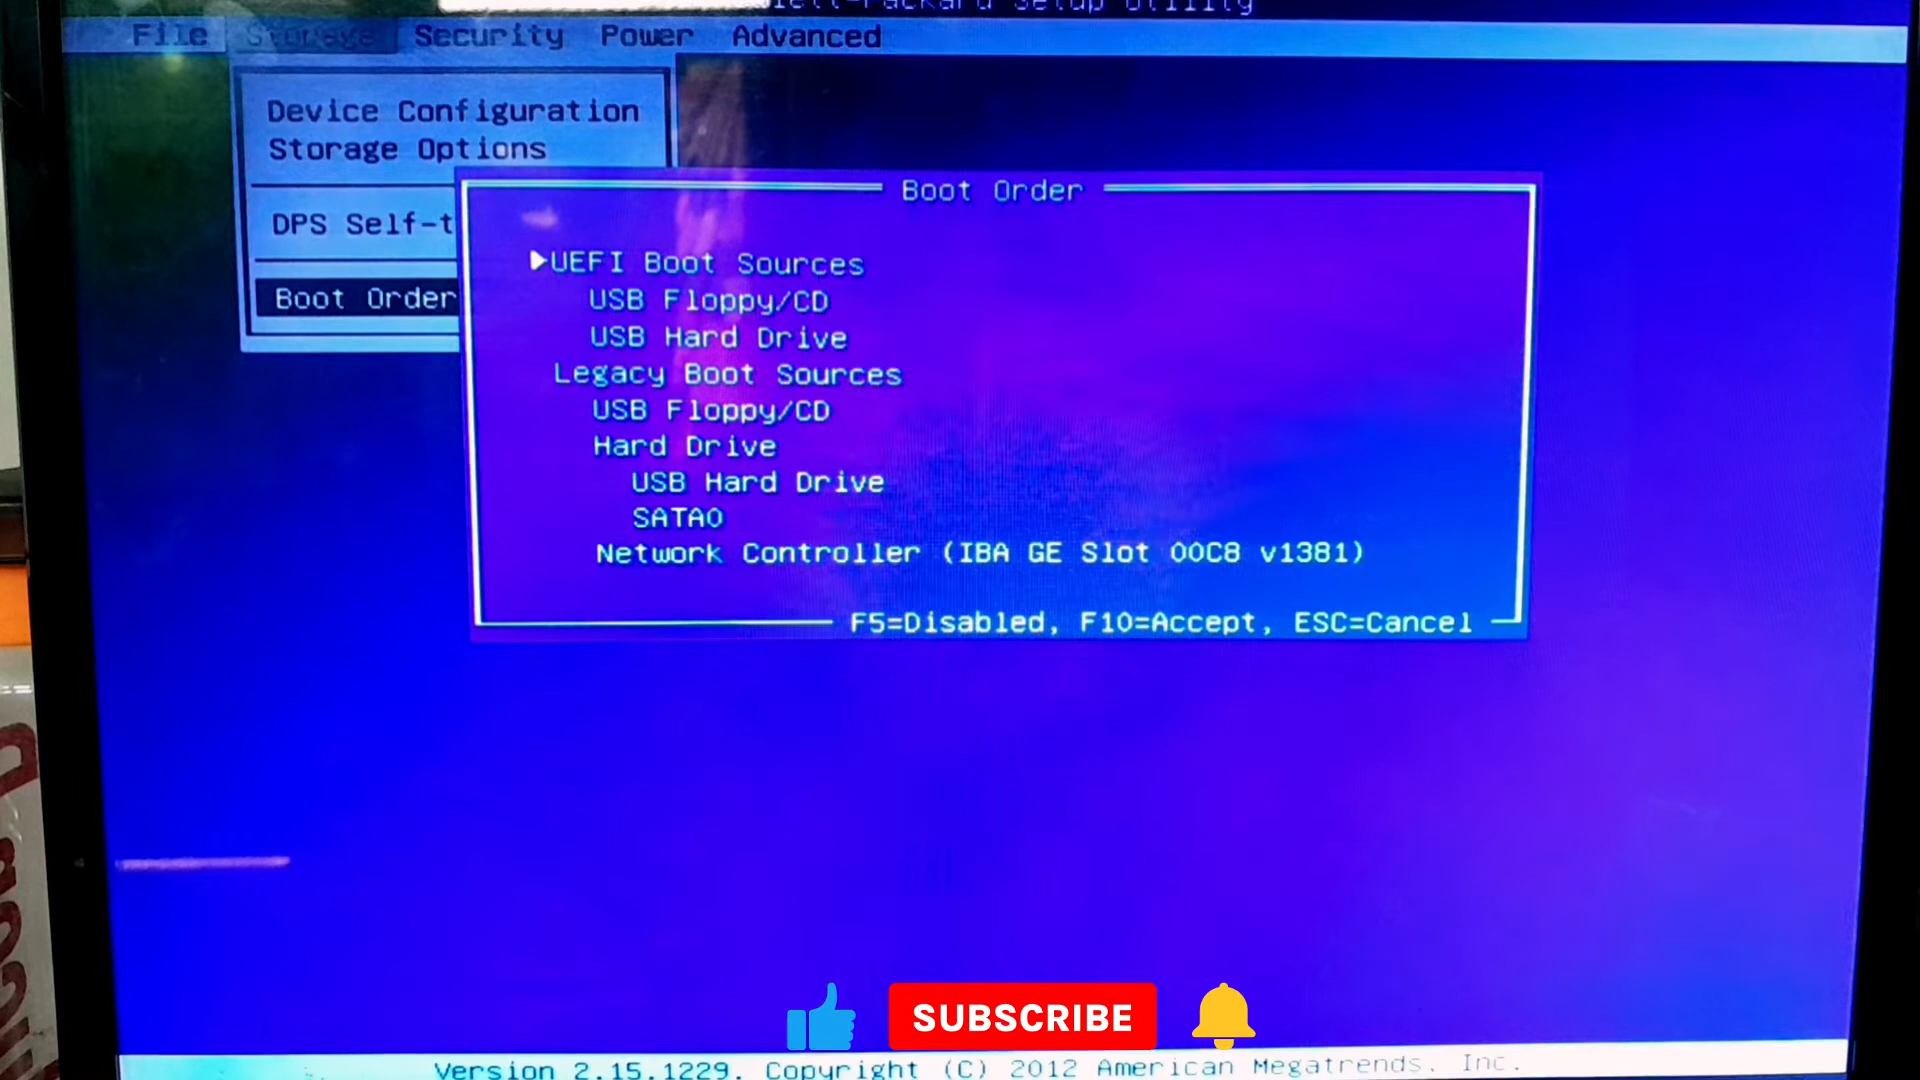 Setup Utility
File Storage Security Power Advanced
Device Configuration
Storage Options
DPS Self-t
Boot Order
Boot Order
UEFI Boot Sources
USB Floppy/CD
USB Hard Drive
Legacy Boot Sources
USB Floppy/CD
Hard Drive
USB Hard Drive
SATA0
Network Controller (IBA GE Slot 00C8 v1381)
F5=Disabled, F10=Accept, ESC=Cancel
SUBSCRIBE
Version 2.15.1229. Copyright (C) 2012 American Megatrends, Inc.